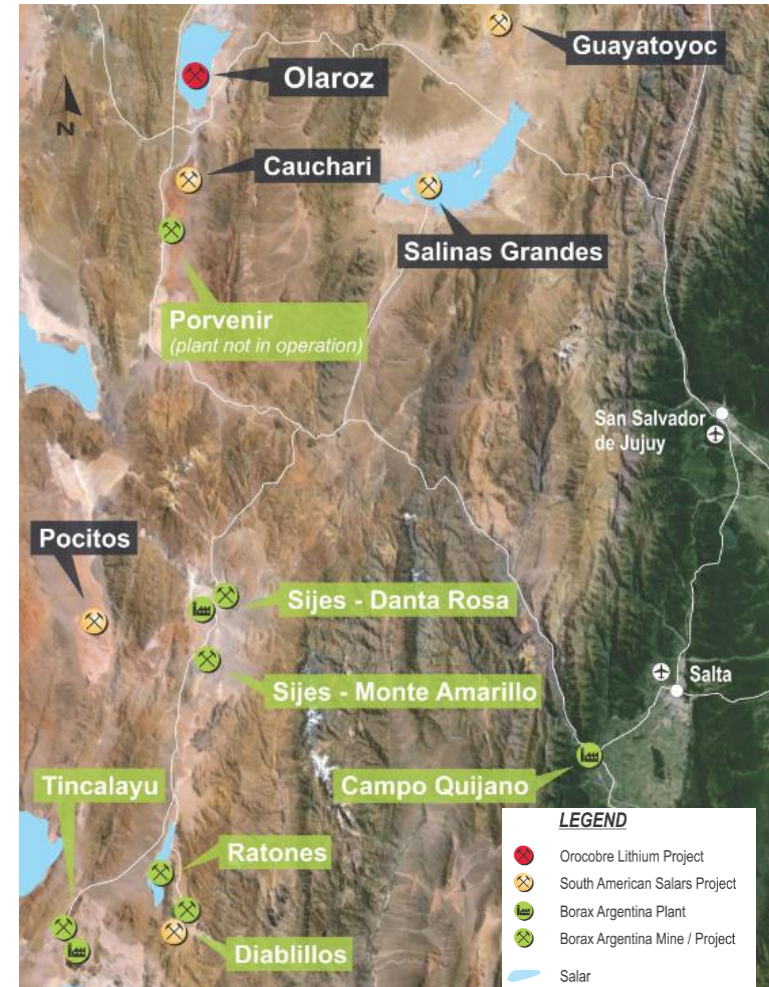 Guayatoyoc
Olaroz
N
Cauchari
Salinas Grandes
Porvenir
(plant not in operation)
San Salvador
de Jujuy
Pocitos
Sijes - Danta Rosa
Sijes - Monte Amarillo
Salta
Tincalayu
Campo Quijano
Ratones
Diablillos
LEGEND
Orocobre Lithium Project
South American Salars Project
Borax Argentina Plant
Borax Argentina Mine / Project
Salar